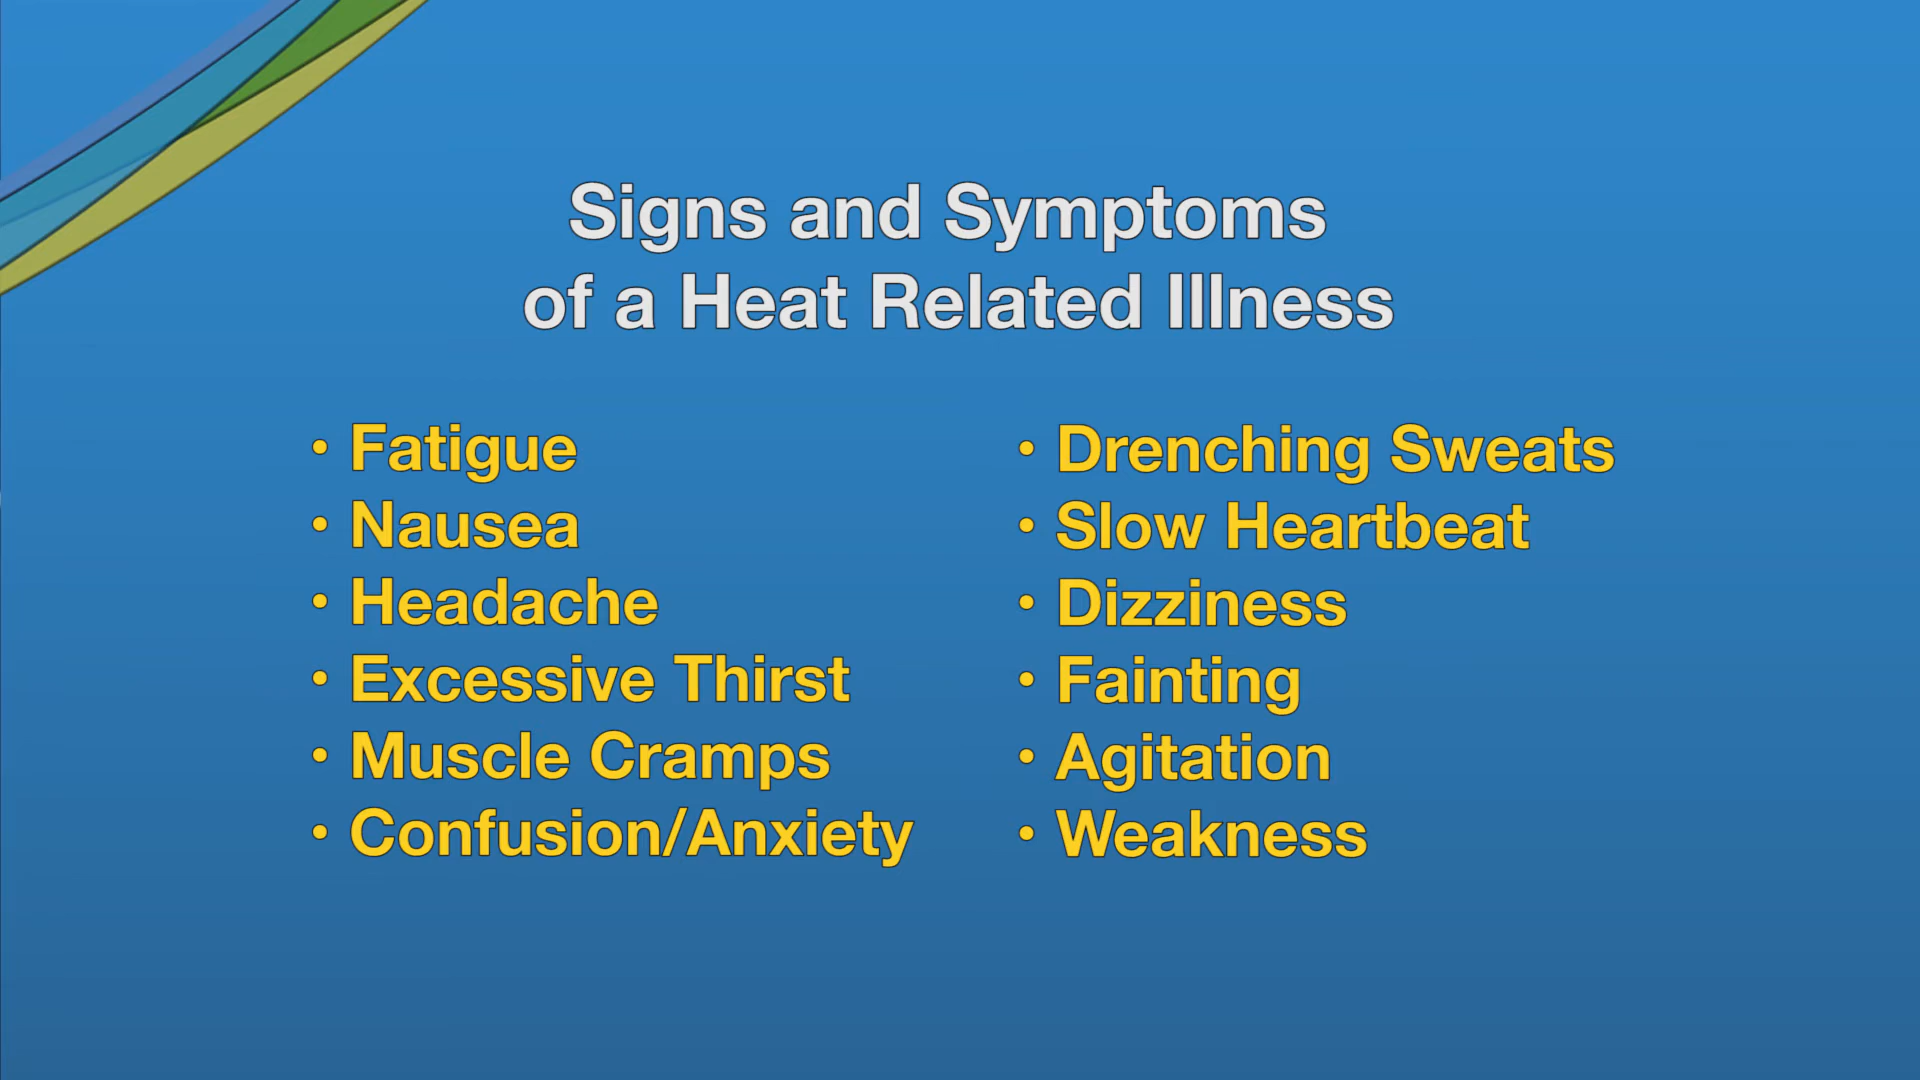 Signs and Symptoms
of a Heat Related Illness
• Fatigue
• Nausea
• Headache
• Excessive Thirst
• Muscle Cramps
• Confusion/Anxiety
• Drenching Sweats
• Slow Heartbeat
• Dizziness
• Fainting
• Agitation
• Weakness